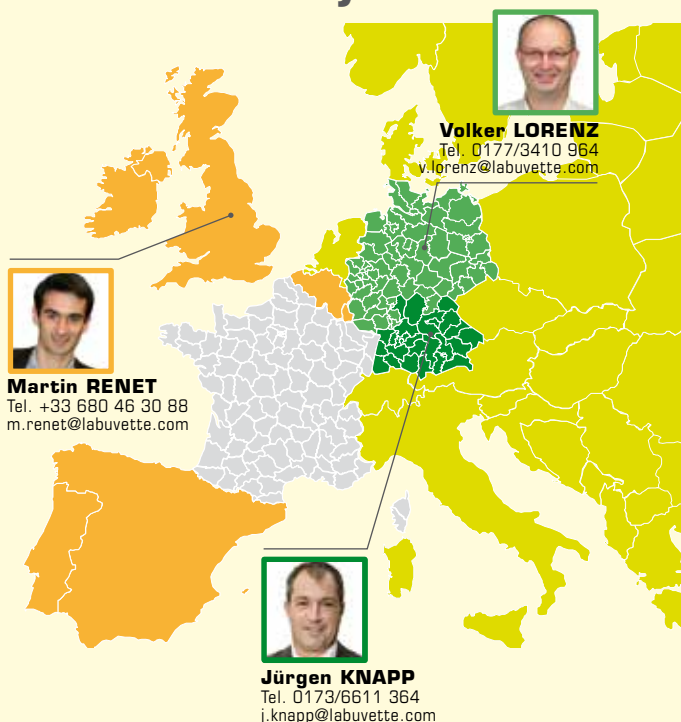 Volker LORENZ
Tel. 0177/3410 964
v.lorenz@labuvette.com
Martin RENET
Tel. +33 680 46 30 88
m.renet@labuvette.com
Jürgen KNAPP
Tel. 0173/6611 364
j.knapp@labuvette.com